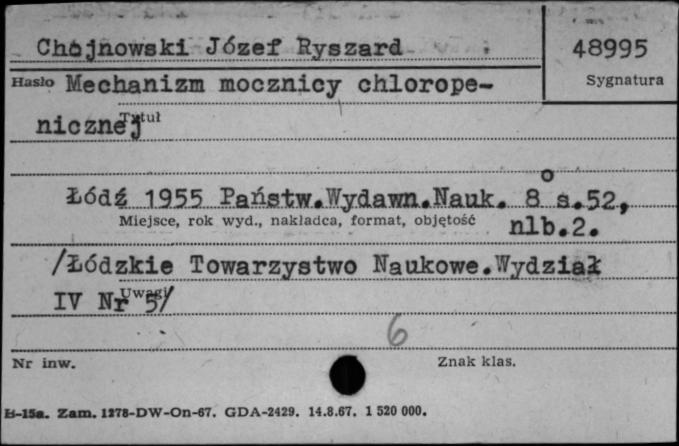 Chojnowski Józef Ryszard
48995
Hasło
Sygnatura
Mechanizm mocznicy chlorope-
nicznej
Tytuł
Łódź 1955 Państw.Wydawn.Nauk. 8° s.52,
Miejsce, rok wyd., nakładca, format, objętość
nlb.2.
/Łódzkie Towarzystwo Naukowe.Wydział
IV Nr 5/
Uwagi
6
Nr inw.
Znak klas.
B-15a. Zam. 1278-DW-On-67. GDA-2429. 14.8.67. 1 520 000.